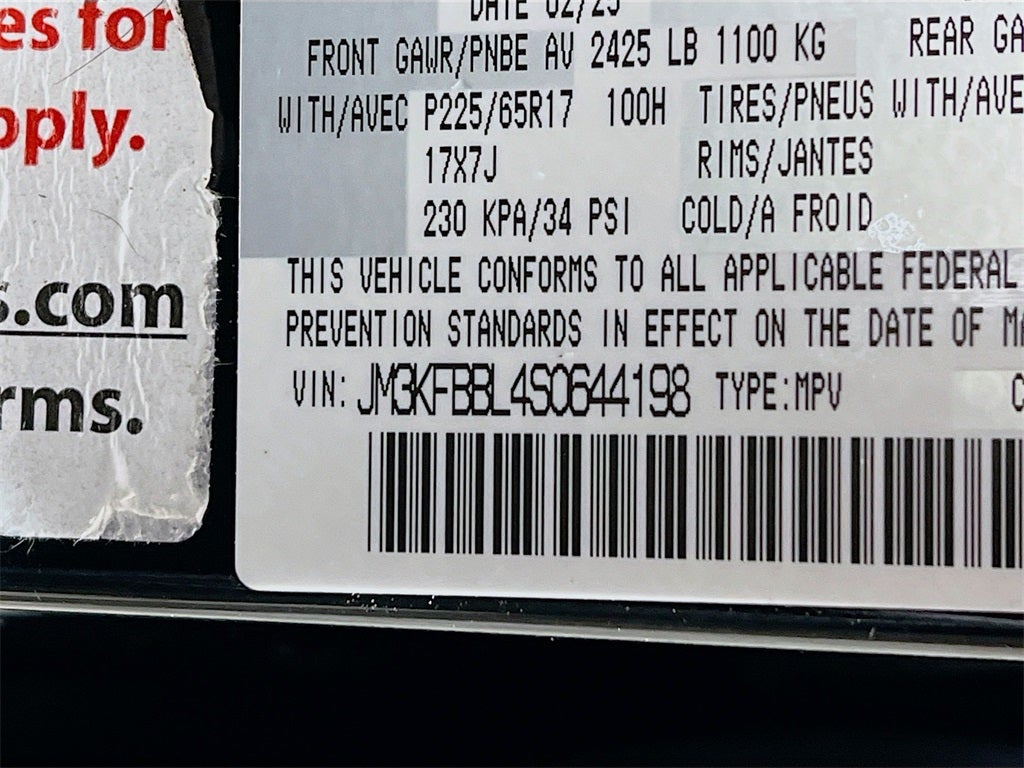 es for
pply.
s.com
rms.
DATE 02/25
FRONT GAWR/PNBE AV 2425 LB 1100 KG REAR GA
WITH/AVEC P225/65R17 100H TIRES/PNEUS WITH/AVE
17X7J RIMS/JANTES
230 KPA/34 PSI COLD/A FROID
THIS VEHICLE CONFORMS TO ALL APPLICABLE FEDERAL
PREVENTION STANDARDS IN EFFECT ON THE DATE OF MA
VIN: JM3KFBBL4S0644198 TYPE:MPV C